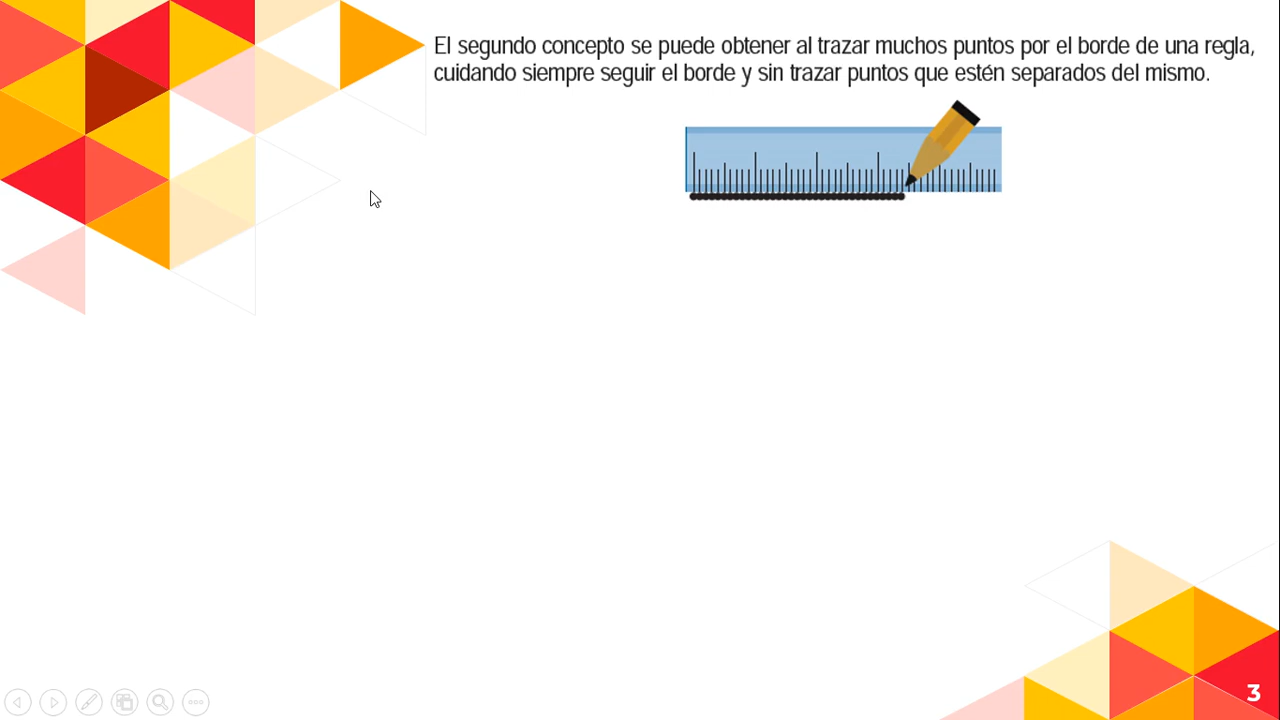 El segundo concepto se puede obtener al trazar muchos puntos por el borde de una regla,
cuidando siempre seguir el borde y sin trazar puntos que estén separados del mismo.
3